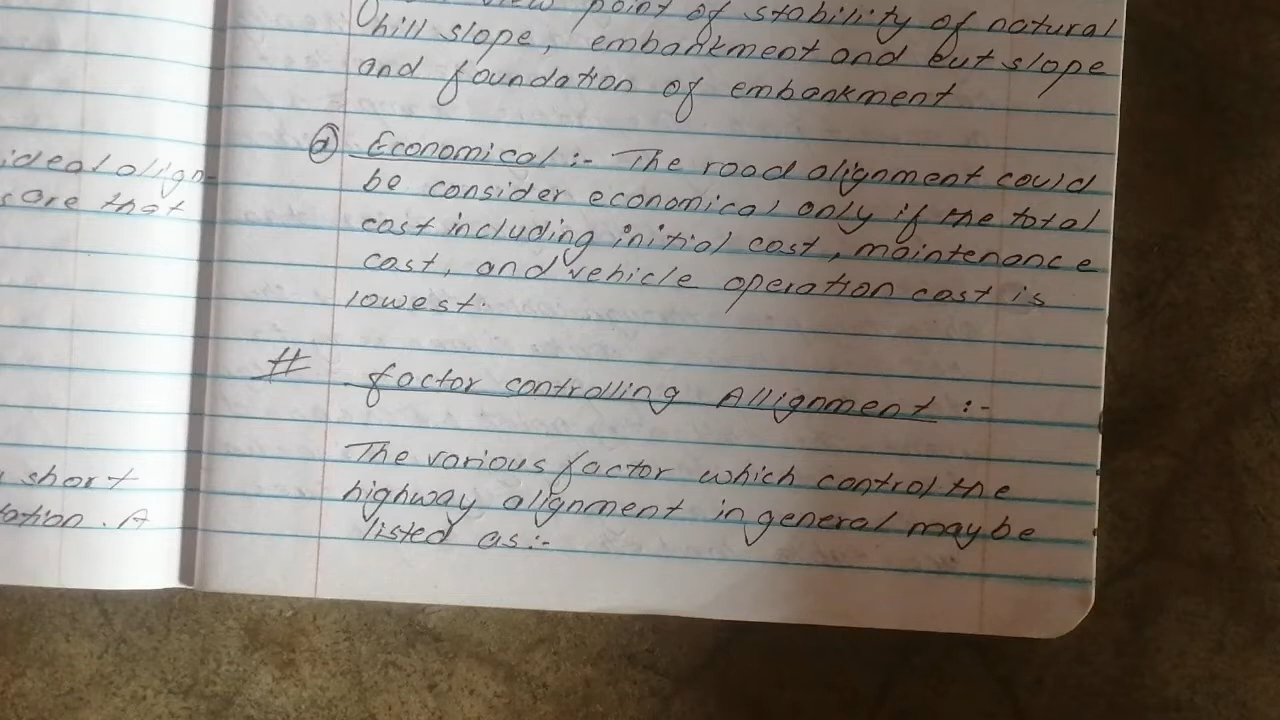 ideal align-
s are that
short
tation. A
view point of stability of natural
hill slope, embankment and cut slope
and foundation of embankment
d) Economical :- The road alignment could
be consider economical only if the total
cost including initial cost, maintenance
cost, and vehicle operation cost is
lowest.
# factor controlling Allignment :-
The various factor which control the
highway alignment in general may be
listed as:-